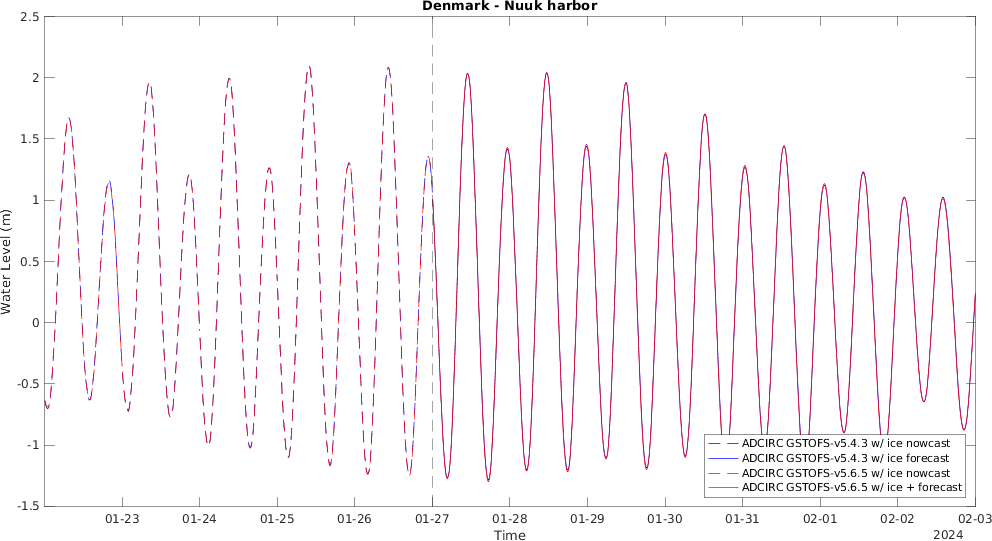 Denmark - Nuuk harbor
2.5
2
1.5
1
0.5
0
-0.5
-1
-1.5
Water Level (m)
ADCIRC GSTOFS-v5.4.3 w/ ice nowcast
ADCIRC GSTOFS-v5.4.3 w/ ice forecast
ADCIRC GSTOFS-v5.6.5 w/ ice nowcast
ADCIRC GSTOFS-v5.6.5 w/ ice + forecast
01-23 01-24 01-25 01-26 01-27 01-28 01-29 01-30 01-31 02-01 02-02 02-03
Time
2024